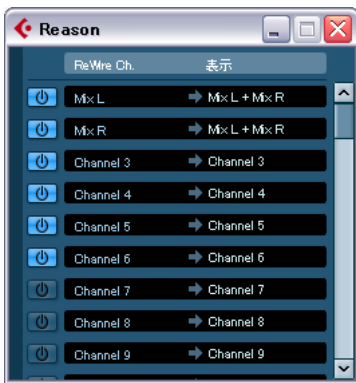 Reason
ReWire Ch. 表示
Mix L Mix L + Mix R
Mix R Mix L + Mix R
Channel 3 Channel 3
Channel 4 Channel 4
Channel 5 Channel 5
Channel 6 Channel 6
Channel 7 Channel 7
Channel 8 Channel 8
Channel 9 Channel 9